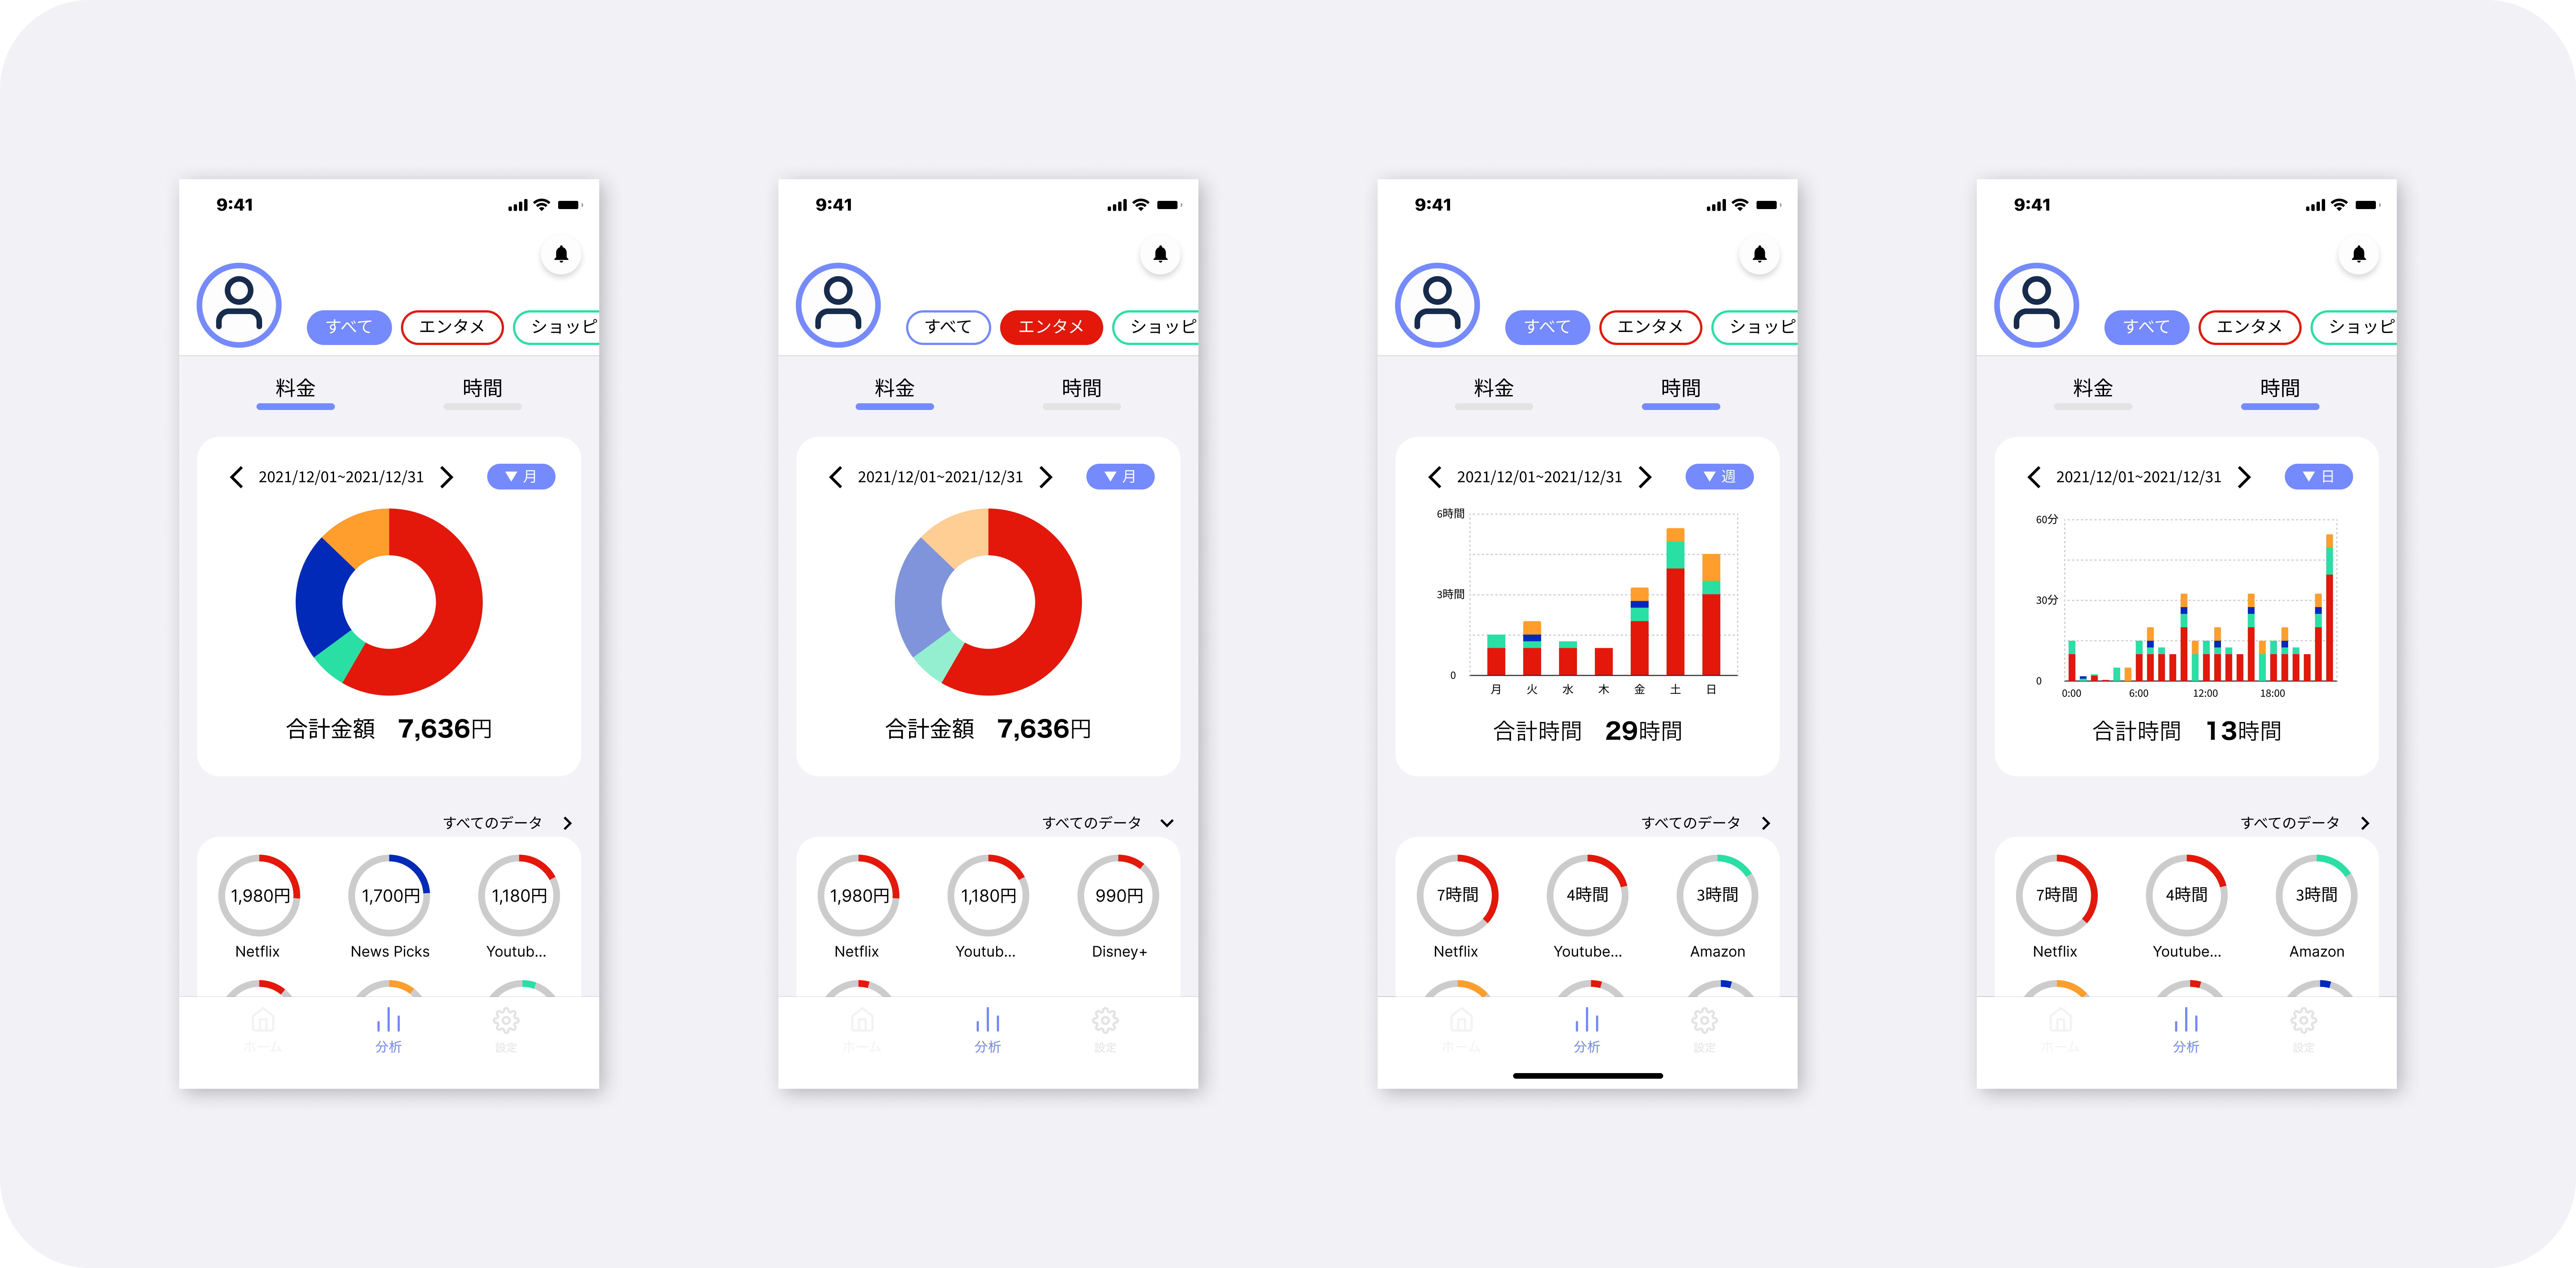 9:41
すべて エンタメ ショッピ
料金 時間
2021/12/01~2021/12/31 ▼ 月
合計金額 7,636円
すべてのデータ
1,980円 1,700円 1,180円
Netflix News Picks Youtub...
ホーム 分析 設定
9:41
すべて エンタメ ショッピ
料金 時間
2021/12/01~2021/12/31 ▼ 月
合計金額 7,636円
すべてのデータ
1,980円 1,180円 990円
Netflix Youtub... Disney+
ホーム 分析 設定
9:41
すべて エンタメ ショッピ
料金 時間
2021/12/01~2021/12/31 ▼ 週
6時間
3時間
0
月 火 水 木 金 土 日
合計時間 29時間
すべてのデータ
7時間 4時間 3時間
Netflix Youtube... Amazon
ホーム 分析 設定
9:41
すべて エンタメ ショッピ
料金 時間
2021/12/01~2021/12/31 ▼ 日
60分
30分
0
0:00 6:00 12:00 18:00
合計時間 13時間
すべてのデータ
7時間 4時間 3時間
Netflix Youtube... Amazon
ホーム 分析 設定